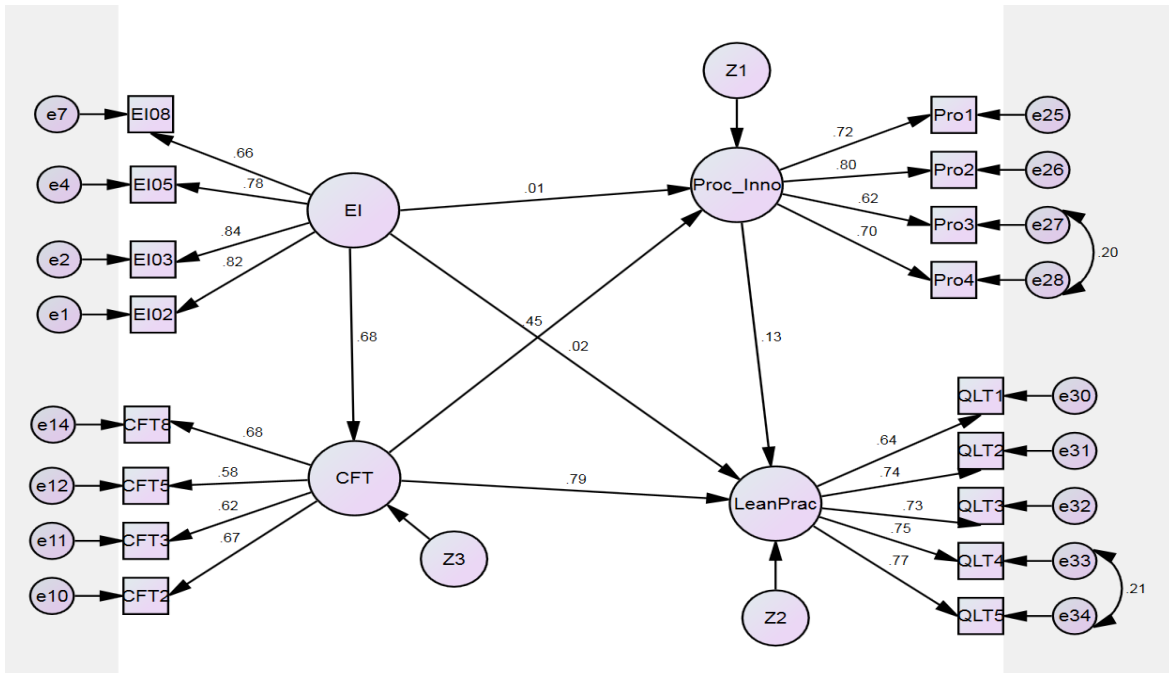 Z1
e7
EI08
Pro1
e25
.66
.72
e4
EI05
.78
Pro2
e26
.80
EI
.01
Proc_Inno
.62
Pro3
e27
.84
.70
.20
e2
EI03
.82
Pro4
e28
e1
EI02
.45
.02
.68
.13
QLT1
e30
e14
CFT8
.68
.64
QLT2
e31
.58
CFT
.79
.74
e12
CFT5
LeanPrac
.73
QLT3
e32
.62
.75
e11
CFT3
.67
Z3
.77
QLT4
e33
.21
e10
CFT2
Z2
QLT5
e34